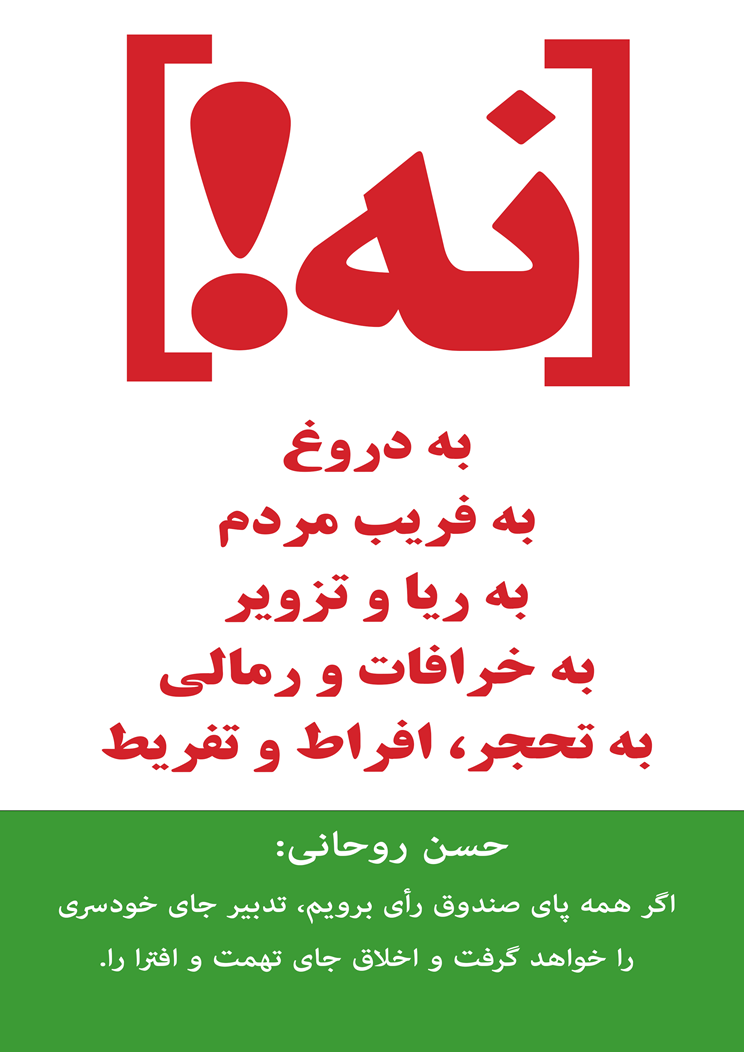 [نه!]
به دروغ
به فریب مردم
به ریا و تزویر
به خرافات و رمالی
به تحجر، افراط و تفریط
حسن روحانی:
اگر همه پای صندوق رأی برویم، تدبیر جای خودسری
را خواهد گرفت و اخلاق جای تهمت و افترا را.